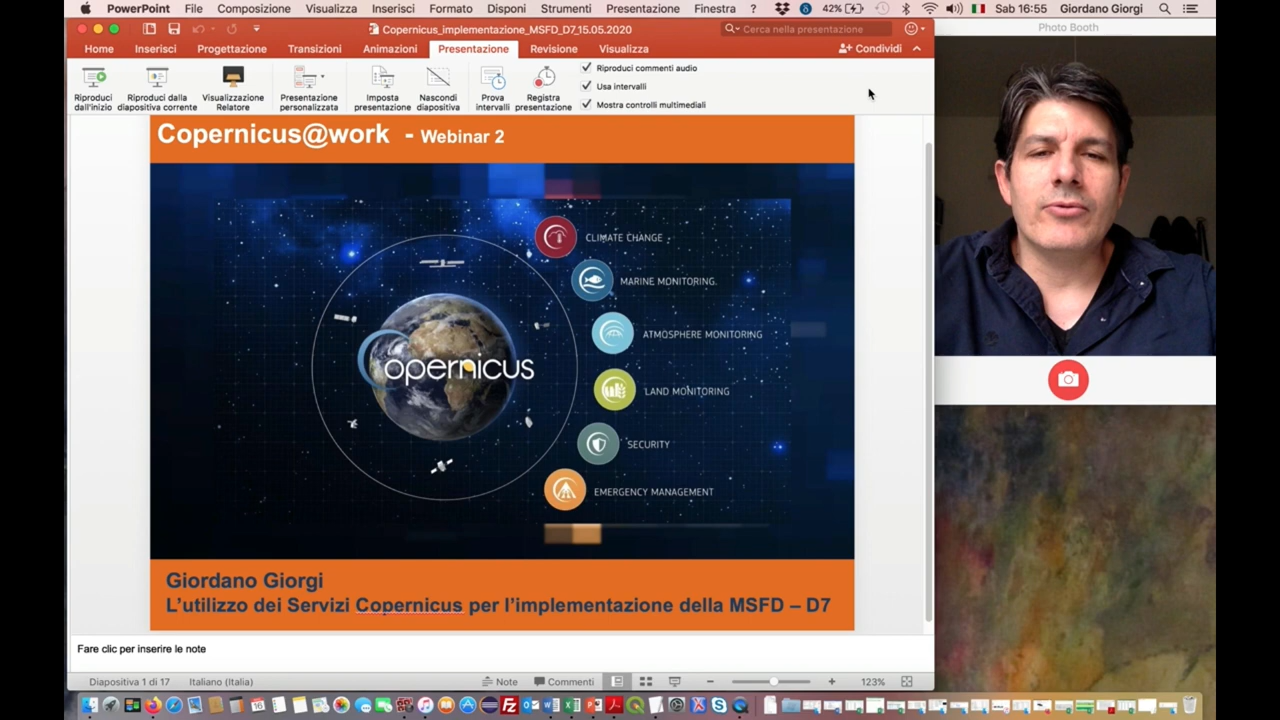 PowerPoint File Composizione Visualizza Inserisci Formato Disponi Strumenti Presentazione Finestra ? 42% Sab 16:55 Giordano Giorgi
Copernicus_implementazione_MSFD_D7_15.05.2020
Cerca nella presentazione
Photo Booth
Home Inserisci Progettazione Transizioni Animazioni Presentazione Revisione Visualizza Condividi
Riproduci dall'inizio
Riproduci dalla diapositiva corrente
Visualizzazione Relatore
Presentazione personalizzata
Imposta presentazione
Nascondi diapositiva
Prova intervalli
Registra presentazione
Riproduci commenti audio
Usa intervalli
Mostra controlli multimediali
Copernicus@work - Webinar 2
CLIMATE CHANGE
MARINE MONITORING
ATMOSPHERE MONITORING
opernicus
LAND MONITORING
SECURITY
EMERGENCY MANAGEMENT
Giordano Giorgi
L'utilizzo dei Servizi Copernicus per l'implementazione della MSFD – D7
Fare clic per inserire le note
Diapositiva 1 di 17 Italiano (Italia) Note Commenti 123%